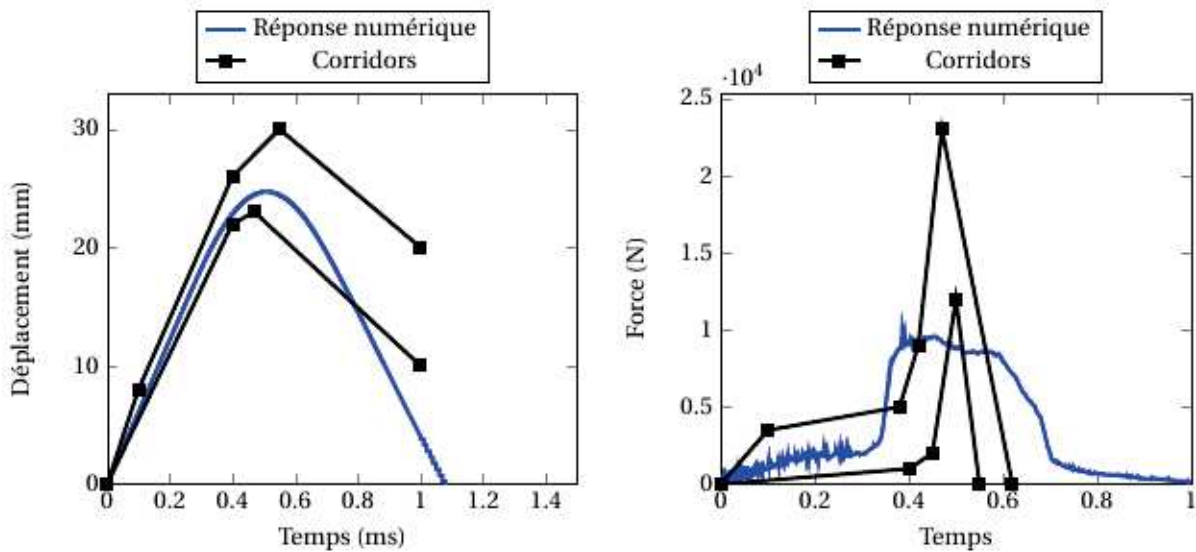 Réponse numérique
Corridors
Déplacement (mm)
30
20
10
0
0 0.2 0.4 0.6 0.8 1.0 1.2 1.4
Temps (ms)
Réponse numérique
Corridors
·10⁴
Force (N)
2.5
2
1.5
1
0.5
0
0 0.2 0.4 0.6 0.8 1
Temps